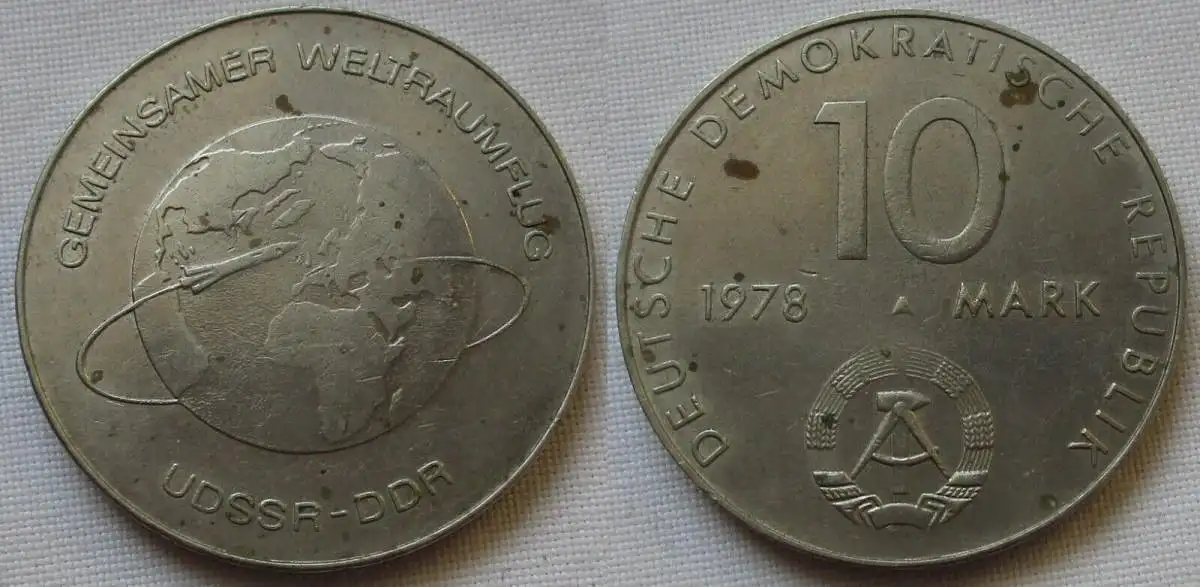 GEMEINSAMER WELTRAUMFLUG
UDSSR-DDR
DEUTSCHE DEMOKRATISCHE REPUBLIK
10
1978 A MARK